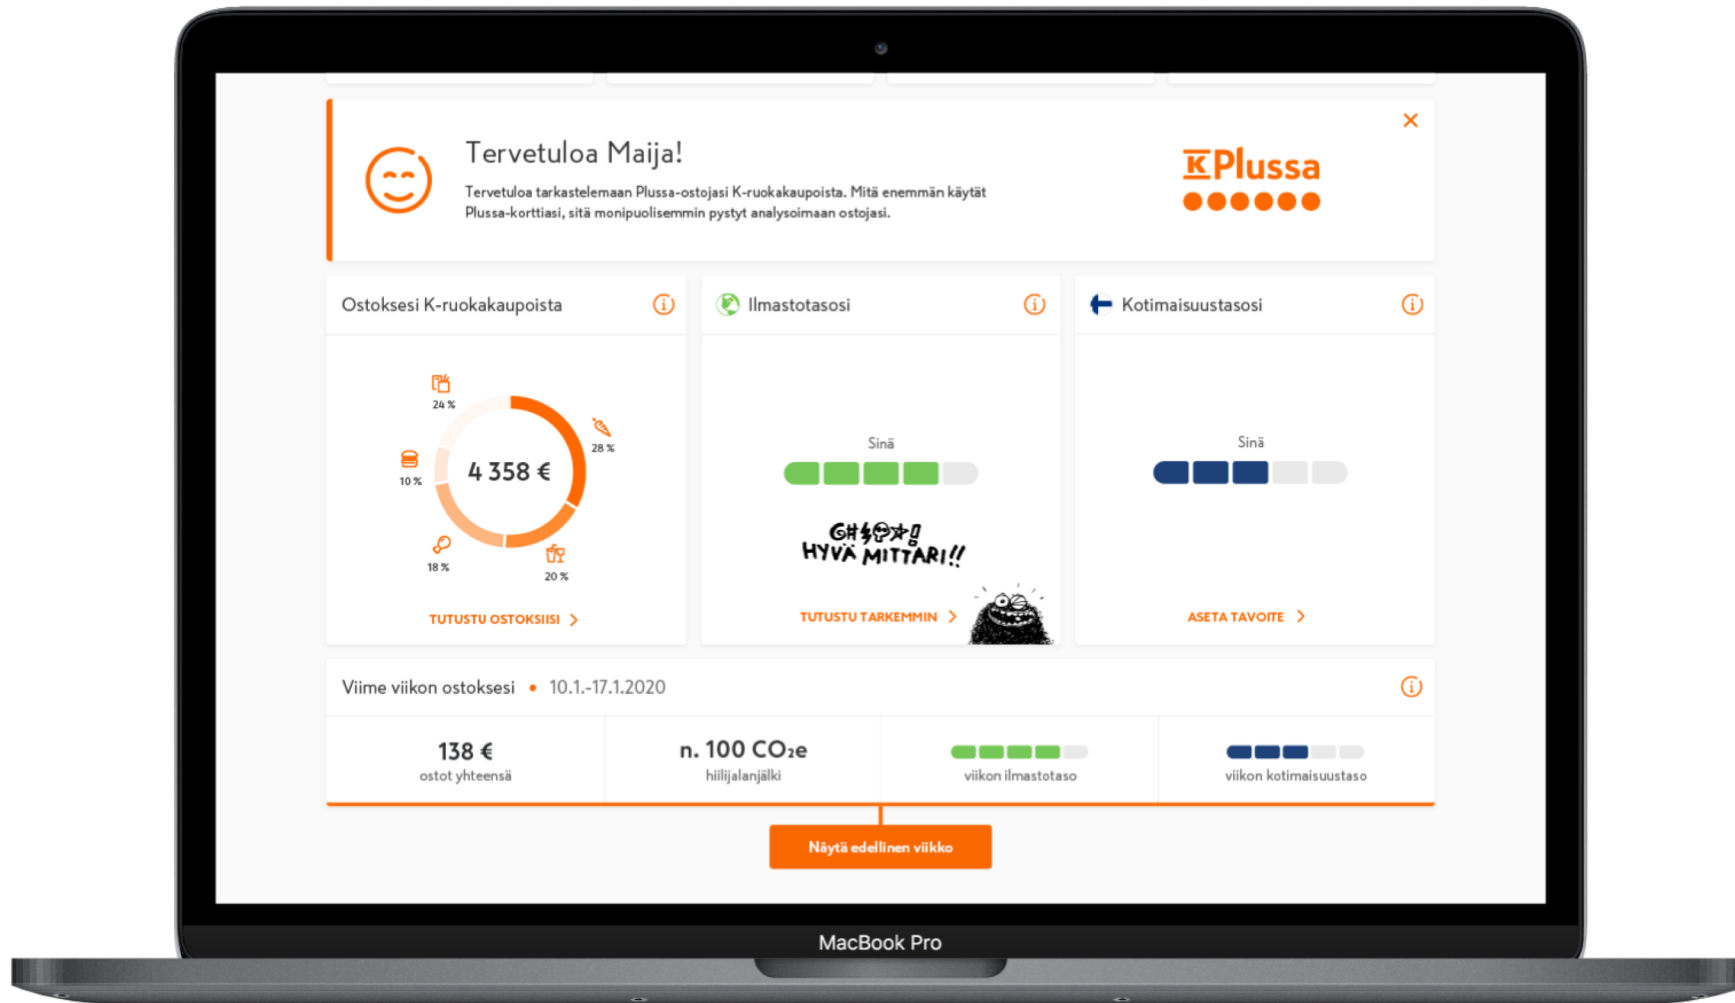 Tervetuloa Maija!
Tervetuloa tarkastelemaan Plussa-ostojasi K-ruokakaupoista. Mitä enemmän käytät
Plussa-korttiasi, sitä monipuolisemmin pystyt analysoimaan ostojasi.
K Plussa
Ostoksesi K-ruokakaupoista
24 %
28 %
10 %
4 358 €
18 %
20 %
TUTUSTU OSTOKSIISI
Ilmastotasosi
Sinä
G#$@*!
HYVÄ MITTARI!!
TUTUSTU TARKEMMIN
Kotimaisuustasosi
Sinä
ASETA TAVOITE
Viime viikon ostoksesi • 10.1.-17.1.2020
138 €
ostot yhteensä
n. 100 CO₂e
hiilijalanjälki
viikon ilmastotaso
viikon kotimaisuustaso
Näytä edellinen viikko
MacBook Pro